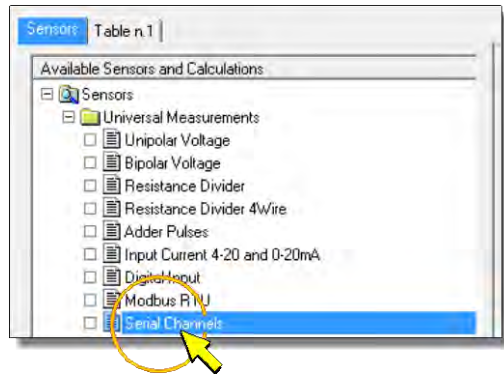 Sensors Table n.1
Available Sensors and Calculations
Sensors
Universal Measurements
Unipolar Voltage
Bipolar Voltage
Resistance Divider
Resistance Divider 4Wire
Adder Pulses
Input Current 4-20 and 0-20mA
Digital Input
Modbus RTU
Serial Channels